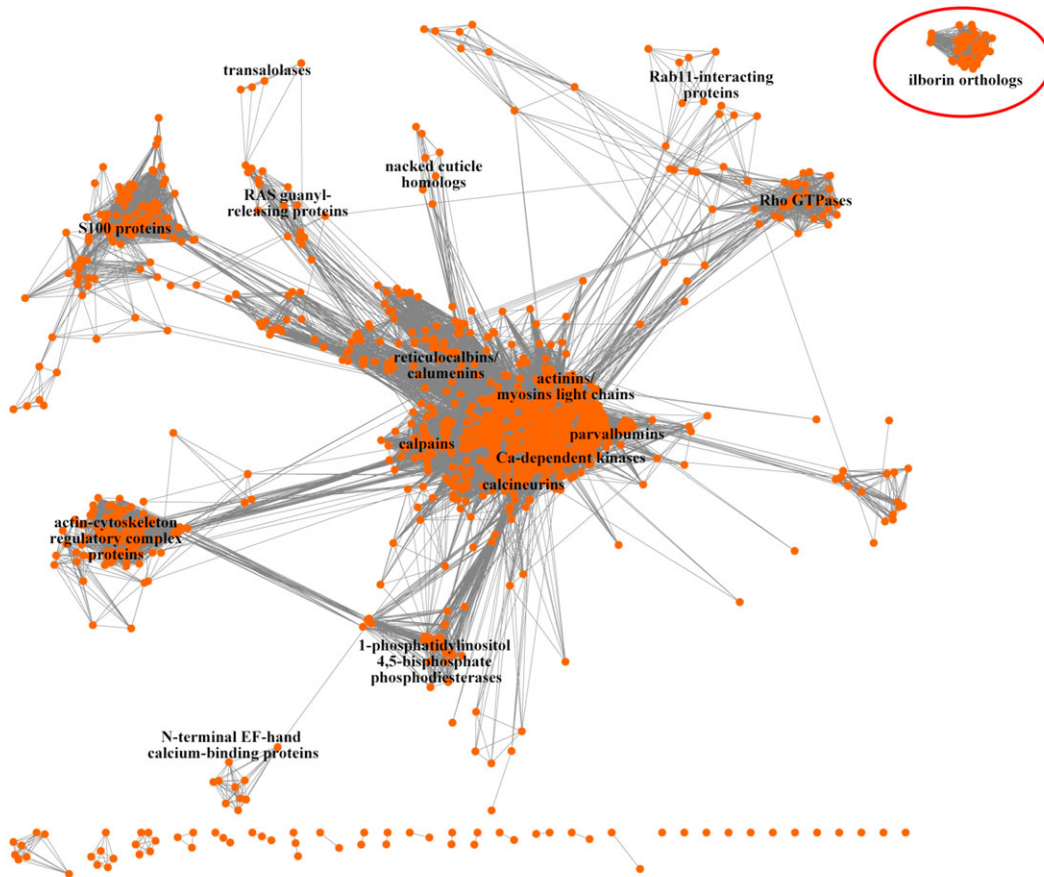 transalolases
Rab11-interacting
proteins
ilborin orthologs
nacked cuticle
homologs
RAS guanyl-
releasing proteins
Rho GTPases
S100 proteins
reticulocalbins/
calumenins
actinins/
myosins light chains
parvalbumins
calpains
Ca-dependent kinases
calcineurins
actin-cytoskeleton
regulatory complex
proteins
1-phosphatidylinositol
4,5-bisphosphate
phosphodiesterases
N-terminal EF-hand
calcium-binding proteins